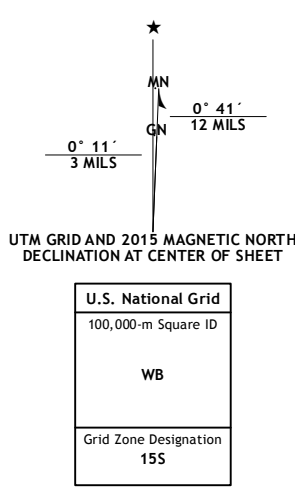 ★
MN
GN
0° 41´
12 MILS
0° 11´
3 MILS
UTM GRID AND 2015 MAGNETIC NORTH
DECLINATION AT CENTER OF SHEET
U.S. National Grid
100,000-m Square ID
WB
Grid Zone Designation
15S